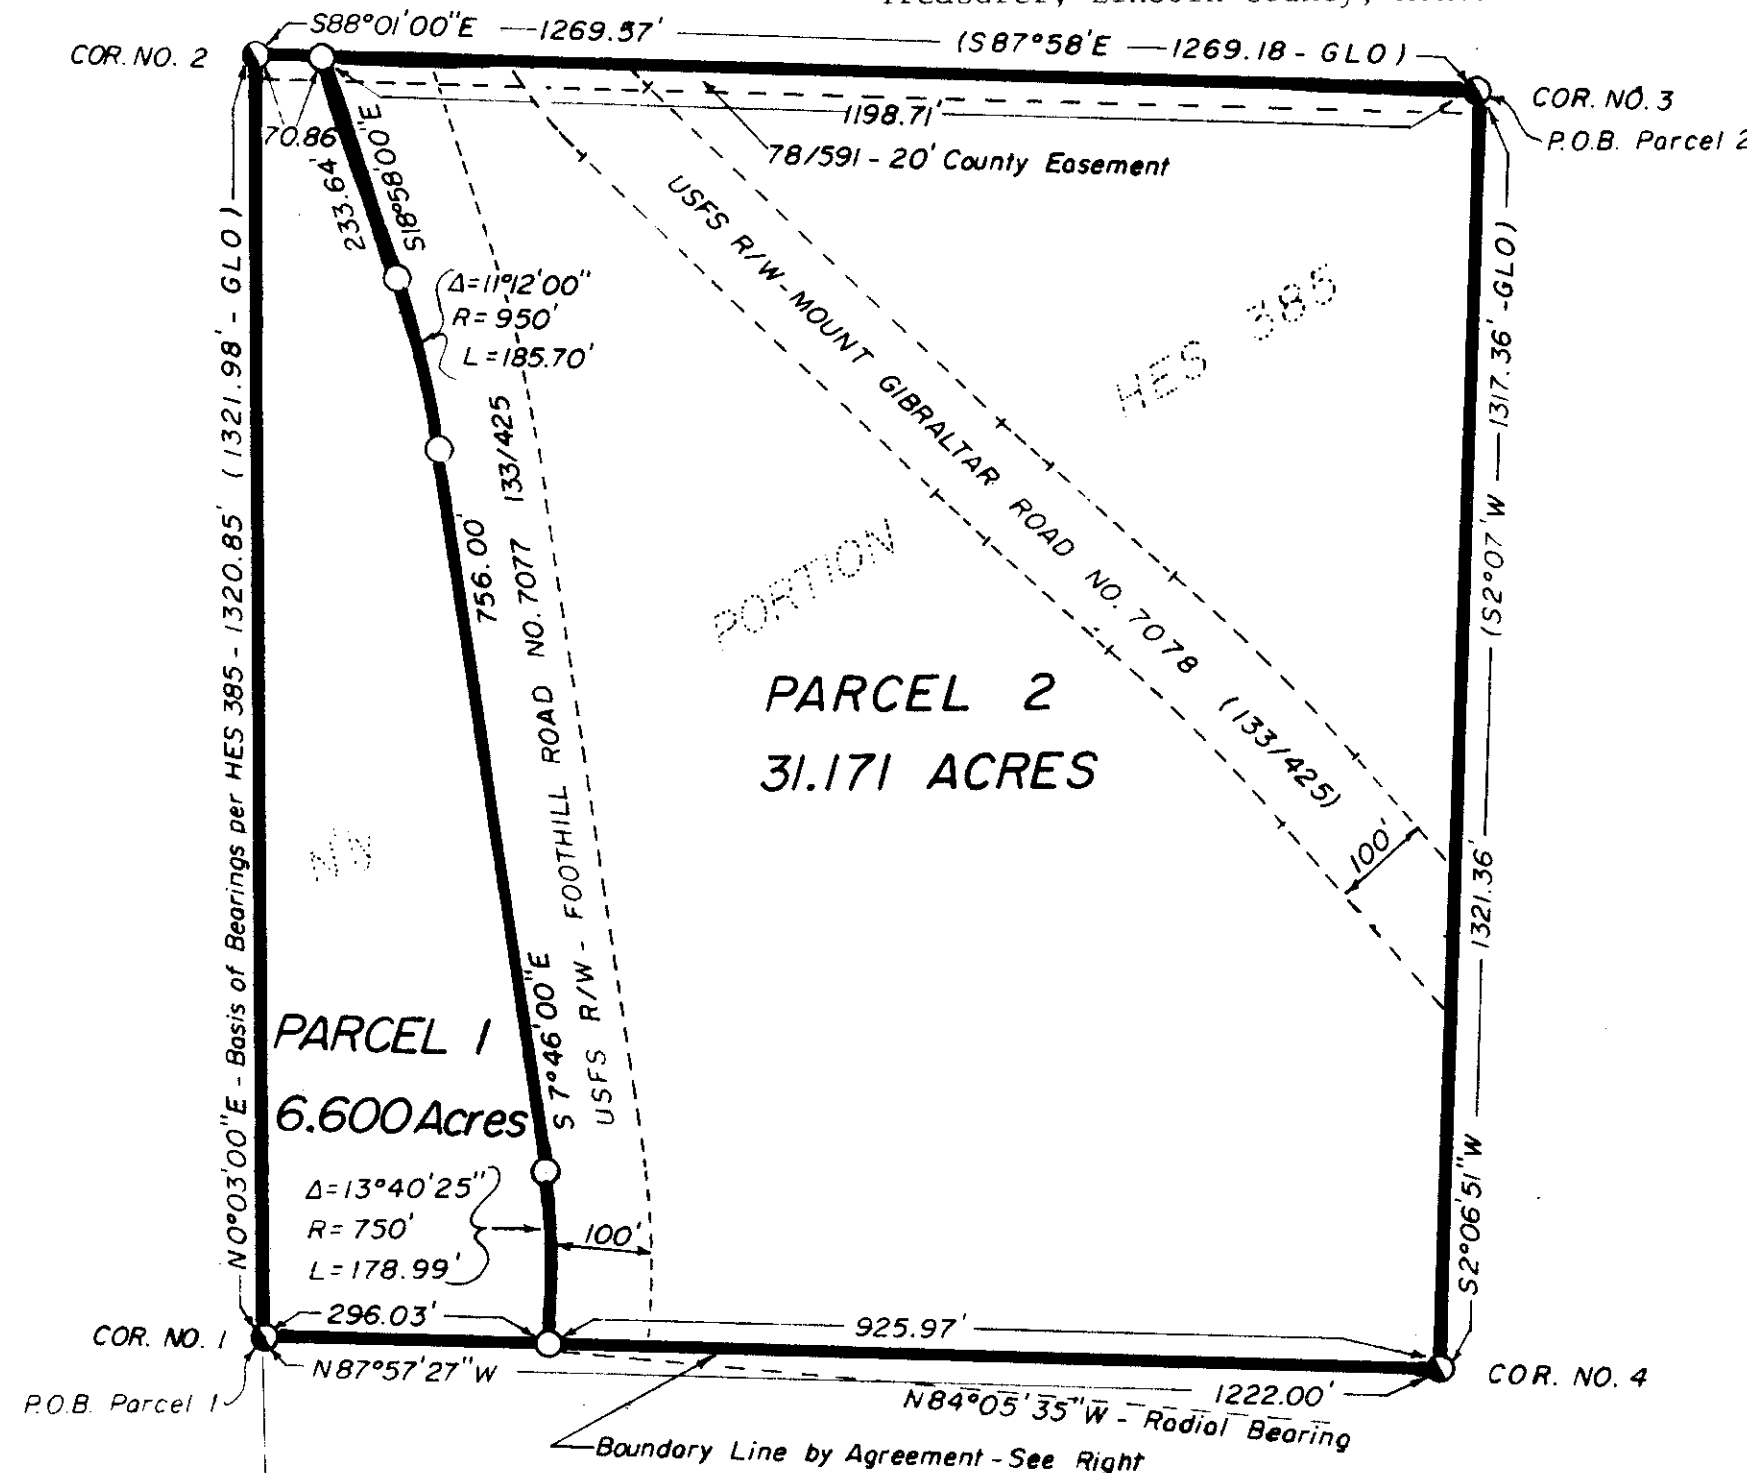 Treasurer, Lincoln County,
S88°01'00"E 1269.57'
(S87°58'E 1269.18 - GLO)
COR. NO. 2
COR. NO. 3
P.O.B. Parcel 2
1198.71'
70.86'
78/591 - 20' County Easement
233.64'
S18°58'00"E
Δ=11°12'00"
R=950'
L=185.70'
USFS R/W - MOUNT GIBRALTAR ROAD NO. 7078 (133/425)
HES 385
(S2°07'W 1317.36' - GLO)
N0°03'00"E - Basis of Bearings per HES 385 - 1320.85' (1321.98' - GLO)
756.00'
133/425
USFS R/W - FOOTHILL ROAD NO. 7077
S 7°46'00"E
PORTION
PARCEL 2
31.171 ACRES
100'
1321.36'
S2°06'51"W
PARCEL 1
6.600 Acres
Δ=13°40'25"
R=750'
L=178.99'
100'
296.03'
925.97'
COR. NO. 1
N87°57'27"W
1222.00'
COR. NO. 4
P.O.B. Parcel 1
N84°05'35"W - Radial Bearing
Boundary Line by Agreement - See Right